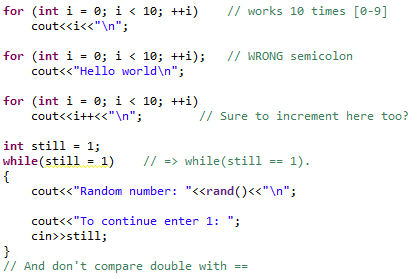 for (int i = 0; i < 10; ++i)    // works 10 times [0-9]
    cout<<i<<"\n";

for (int i = 0; i < 10; ++i);   // WRONG semicolon
    cout<<"Hello world\n";

for (int i = 0; i < 10; ++i)
    cout<<i++<<"\n";        // Sure to increment here too?

int still = 1;
while(still = 1)    // => while(still == 1).
{
    cout<<"Random number: "<<rand()<<"\n";

    cout<<"To continue enter 1: ";
    cin>>still;
}
// And don't compare double with ==